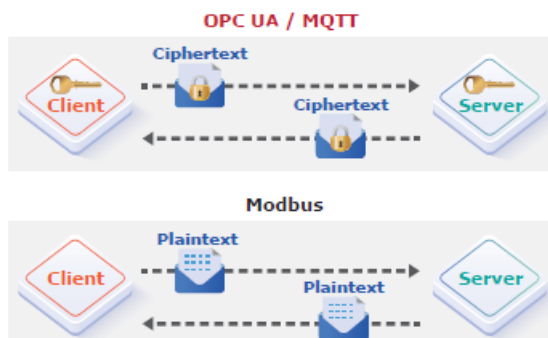 OPC UA / MQTT
Ciphertext
Client
Server
Ciphertext
Modbus
Plaintext
Client
Server
Plaintext